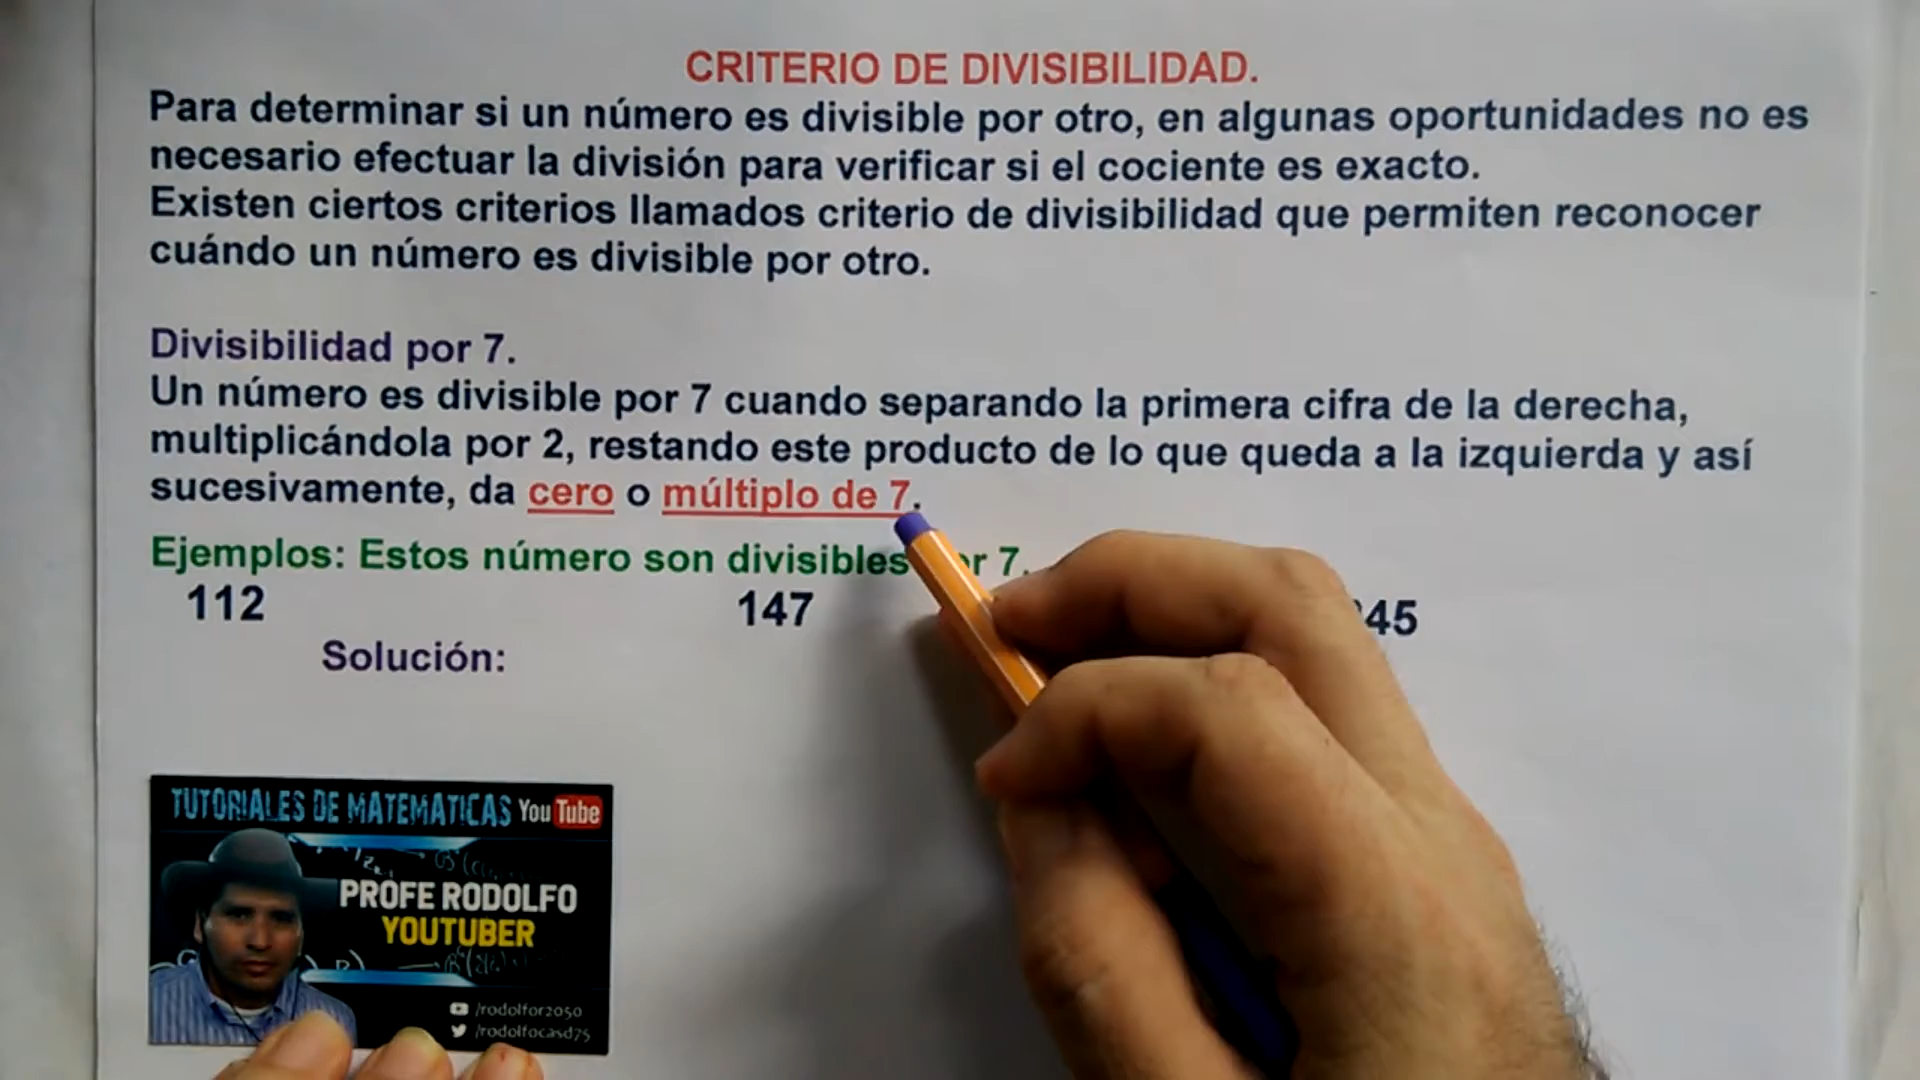 CRITERIO DE DIVISIBILIDAD.
Para determinar si un número es divisible por otro, en algunas oportunidades no es
necesario efectuar la división para verificar si el cociente es exacto.
Existen ciertos criterios llamados criterio de divisibilidad que permiten reconocer
cuándo un número es divisible por otro.
Divisibilidad por 7.
Un número es divisible por 7 cuando separando la primera cifra de la derecha,
multiplicándola por 2, restando este producto de lo que queda a la izquierda y así
sucesivamente, da cero o múltiplo de 7.
Ejemplos: Estos número son divisibles 7.
112 147 45
Solución:
TUTORIALES DE MATEMATICAS YouTube
PROFE RODOLFO
YOUTUBER
/rodolfor2050
/rodolfocasd75